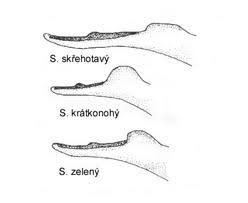 S. skřehotavý
S. krátkonohý
S. zelený